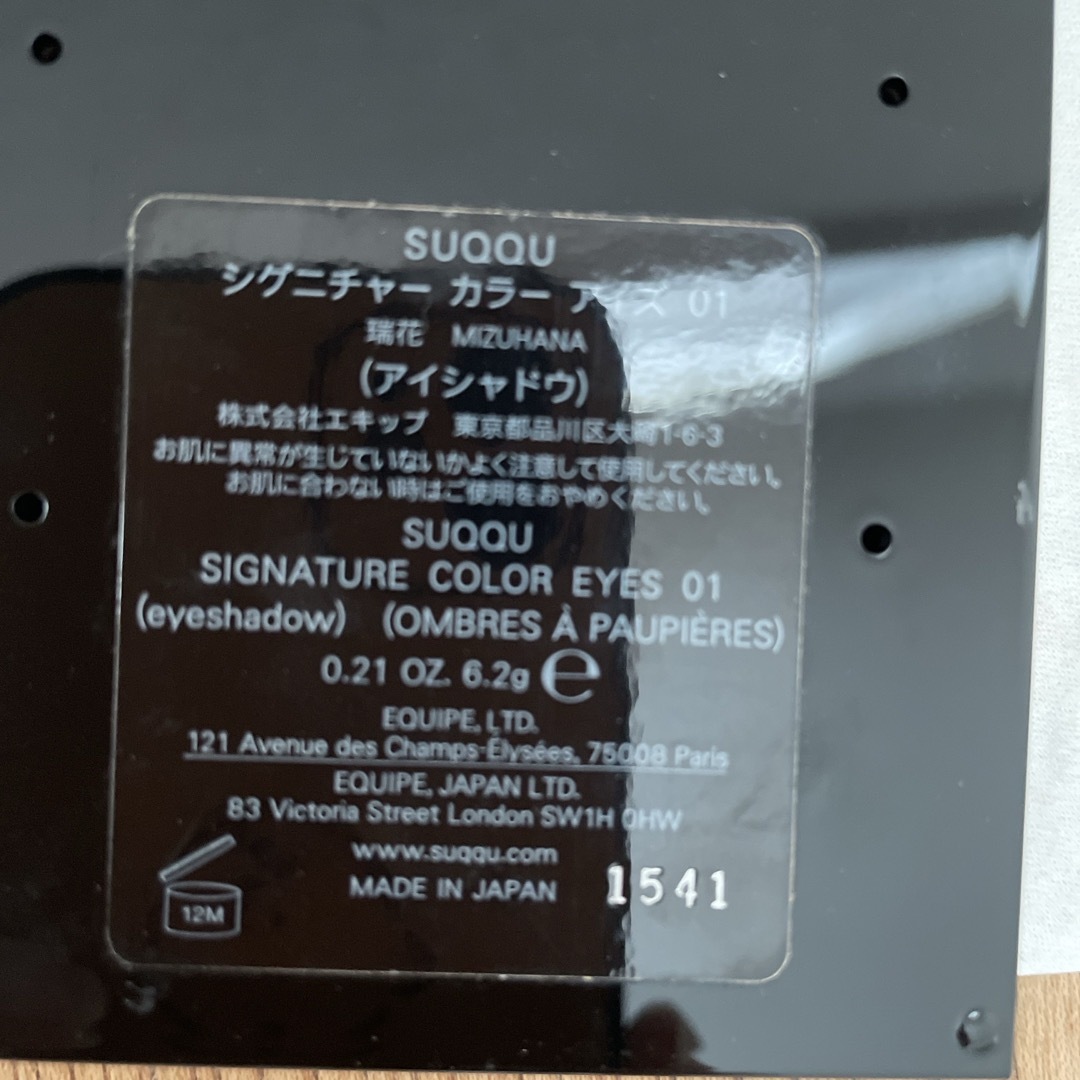 SUQQU
シグニチャー カラー アイズ 01
瑞花 MIZUHANA
(アイシャドウ)
株式会社エキップ 東京都品川区大崎1-6-3
お肌に異常が生じていないかよく注意して使用してください。
お肌に合わない時はご使用をおやめください。
SUQQU
SIGNATURE COLOR EYES 01
(eyeshadow) (OMBRES À PAUPIÈRES)
0.21 OZ. 6.2g ℮
EQUIPE, LTD.
121 Avenue des Champs-Élysées, 75008 Paris
EQUIPE, JAPAN LTD.
83 Victoria Street London SW1H 0HW
www.suqqu.com
MADE IN JAPAN 1541
12M